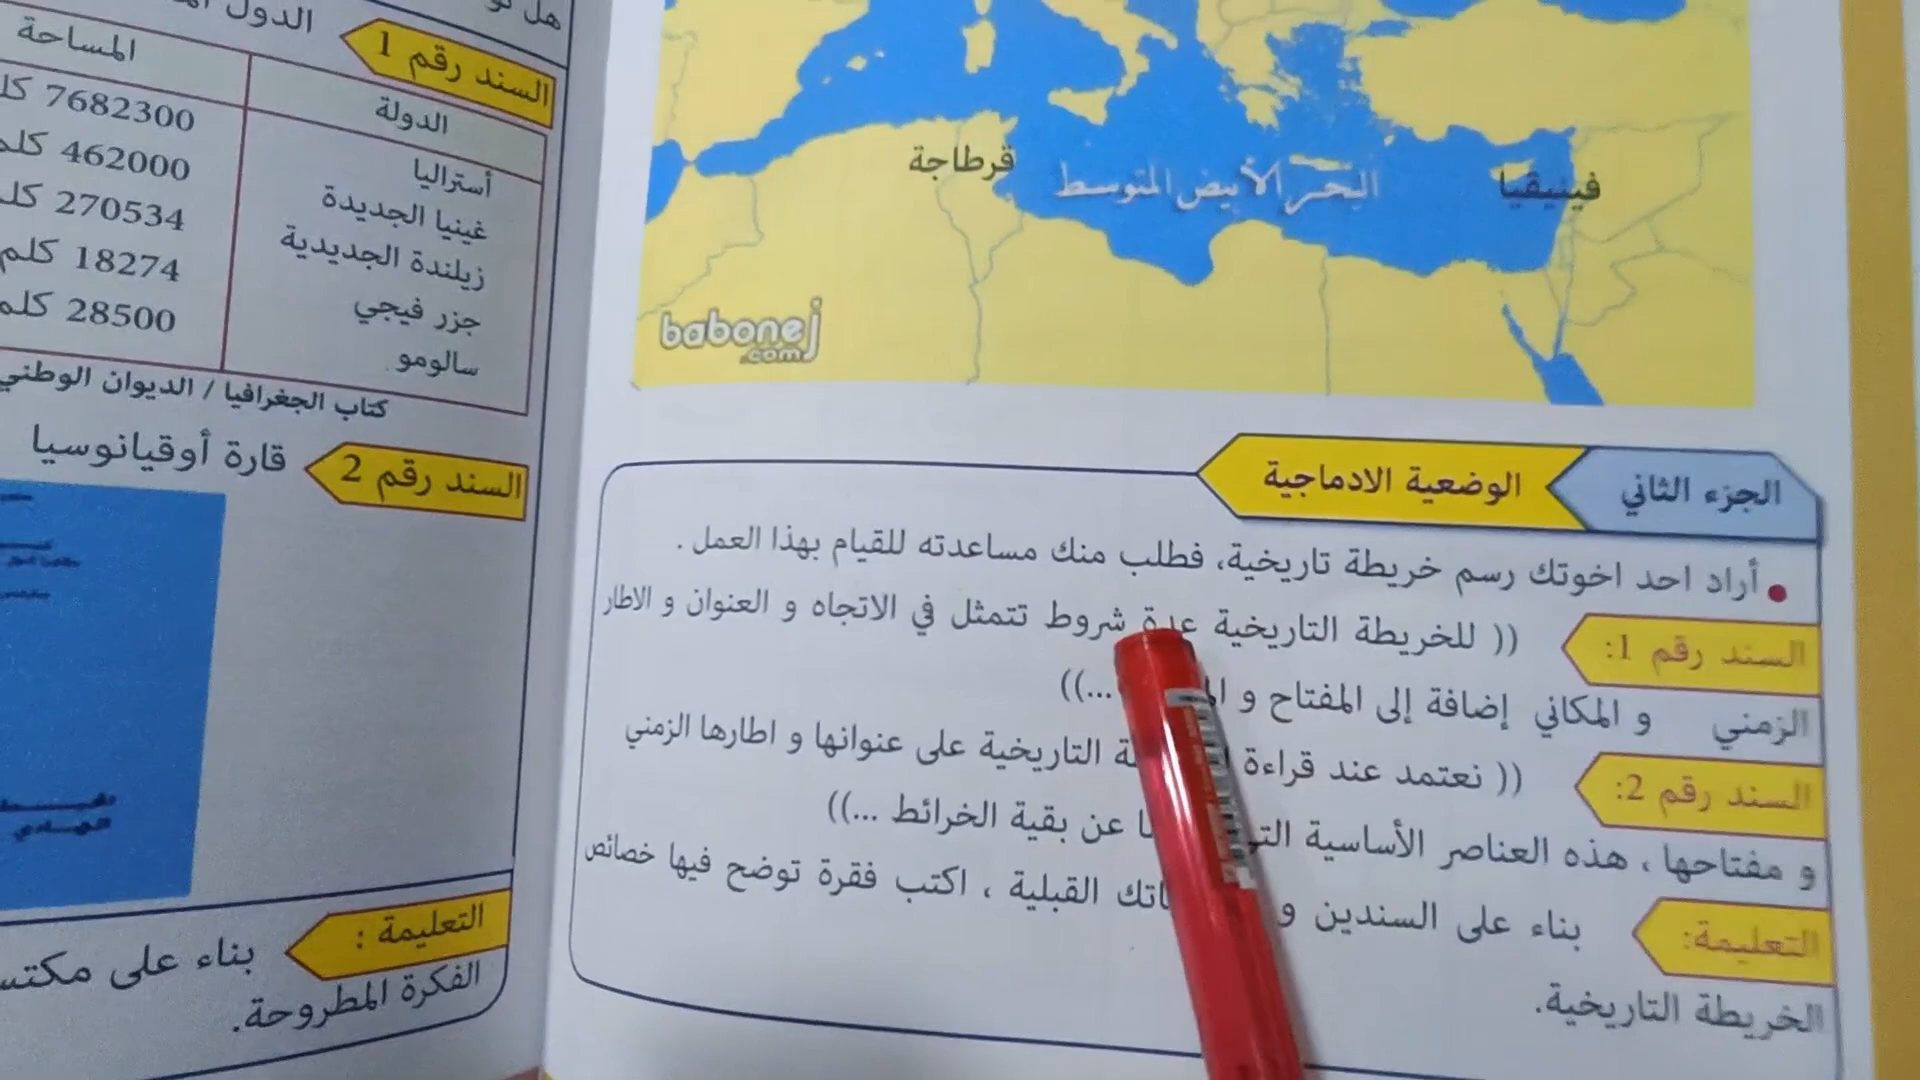 قرطاجة
البحر الأبيض المتوسط
فينيقيا
babonej
.com
الجزء الثاني
الوضعية الادماجية
أراد احد اخوتك رسم خريطة تاريخية، فطلب منك مساعدته للقيام بهذا العمل .
السند رقم 1: (( للخريطة التاريخية عدة شروط تتمثل في الاتجاه و العنوان و الاطار
الزمني و المكاني إضافة إلى المفتاح و ...))
السند رقم 2: (( نعتمد عند قراءة التاريخية على عنوانها و اطارها الزمني
و مفتاحها ، هذه العناصر الأساسية عن بقية الخرائط ...))
التعليمة: بناء على السندين و القبلية ، اكتب فقرة توضح فيها خصائص
الخريطة التاريخية.
السند رقم 1
الدول
الدولة
المساحة
أستراليا
7682300
غينيا الجديدة
462000 كلم
زيلندة الجديدية
270534
جزر فيجي
18274 كلم
سالومو
28500 كلم
كتاب الجغرافيا / الديوان الوطني
السند رقم 2
قارة أوقيانوسيا
التعليمة : بناء على
الفكرة المطروحة.